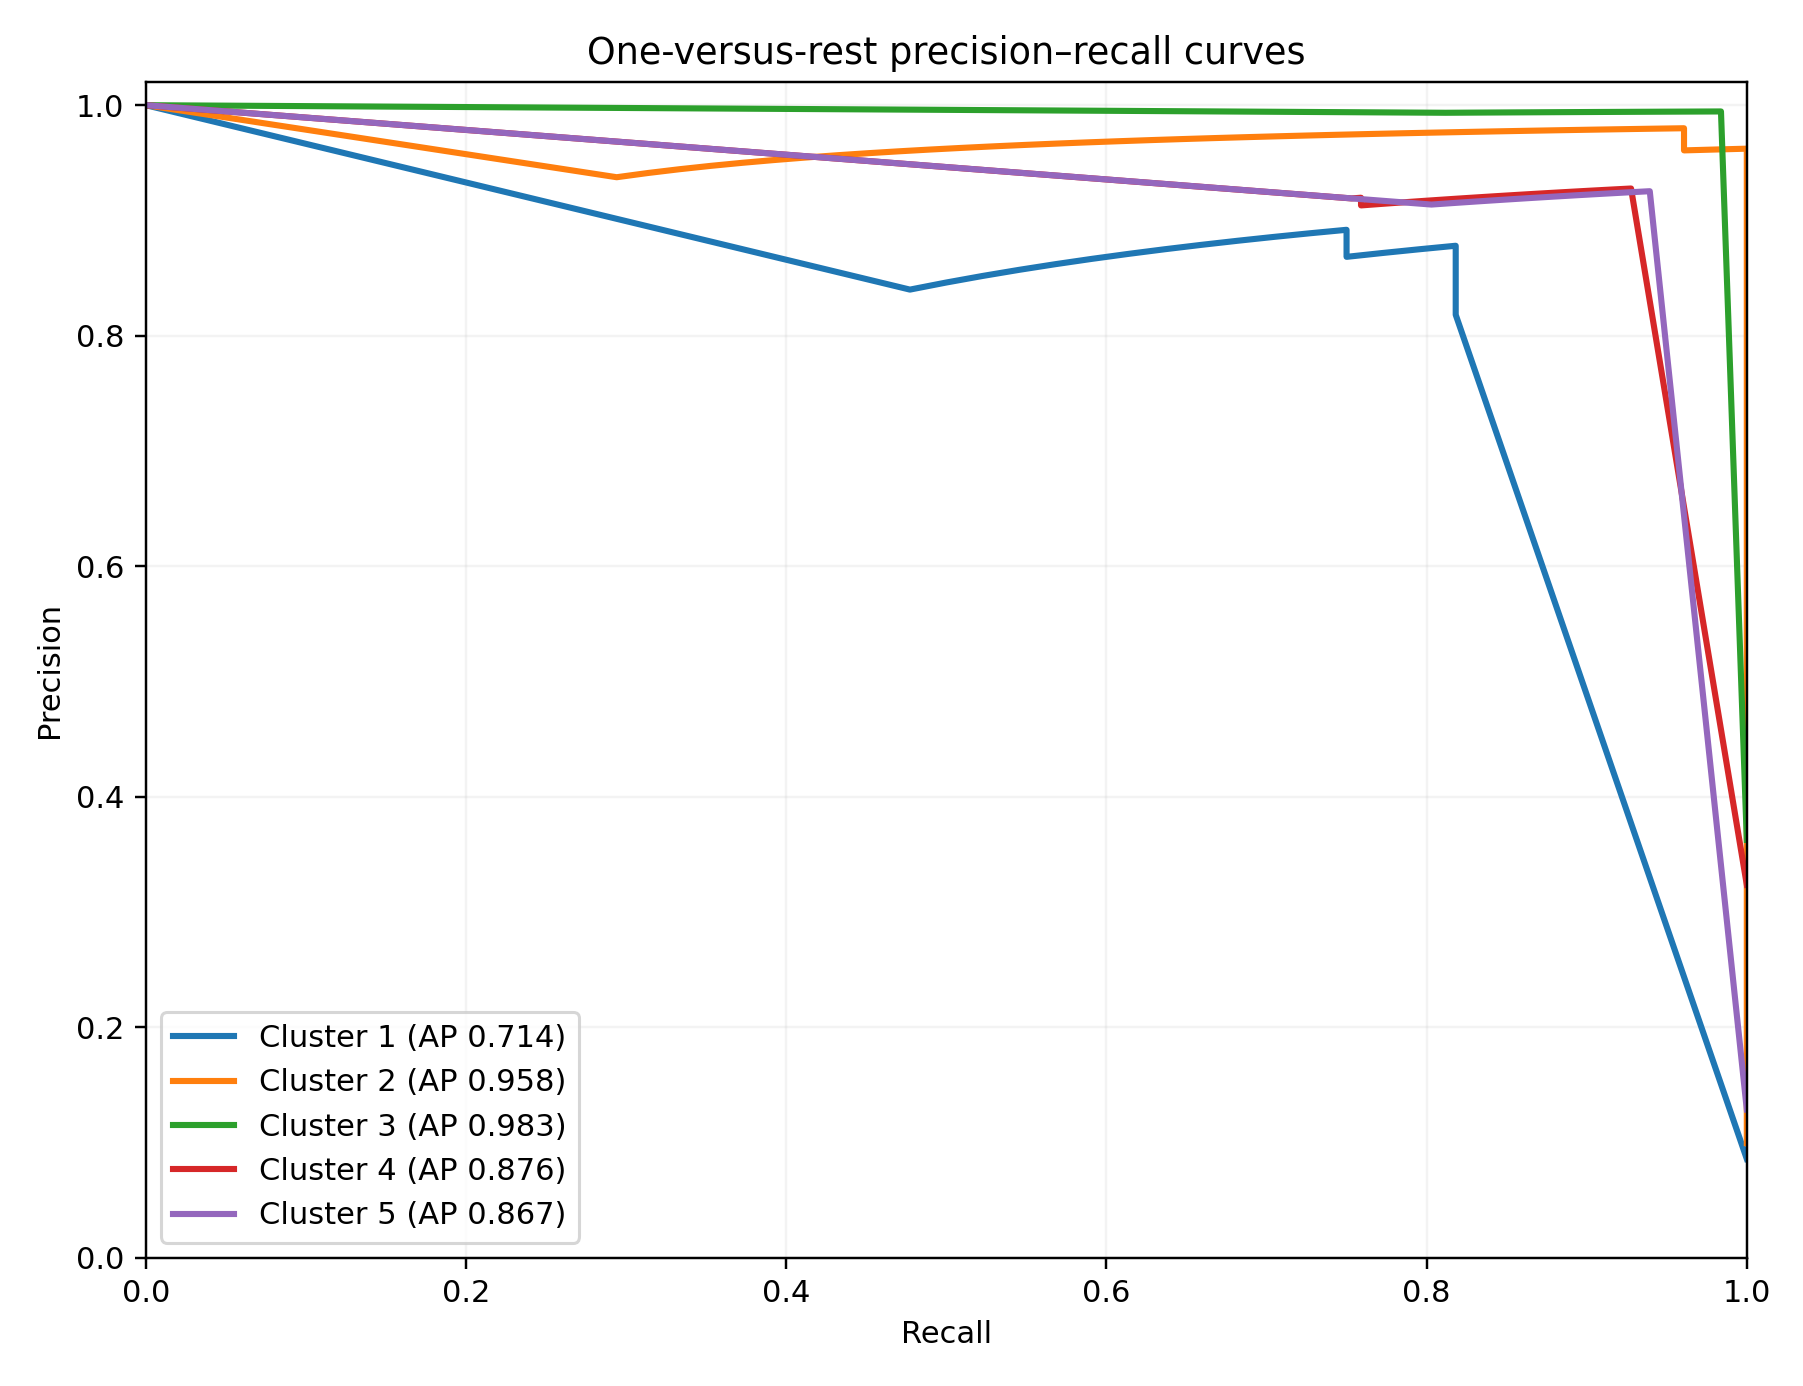 One-versus-rest precision–recall curves
Precision
1.0
0.8
0.6
0.4
0.2
0.0
Cluster 1 (AP 0.714)
Cluster 2 (AP 0.958)
Cluster 3 (AP 0.983)
Cluster 4 (AP 0.876)
Cluster 5 (AP 0.867)
0.0 0.2 0.4 0.6 0.8 1.0
Recall